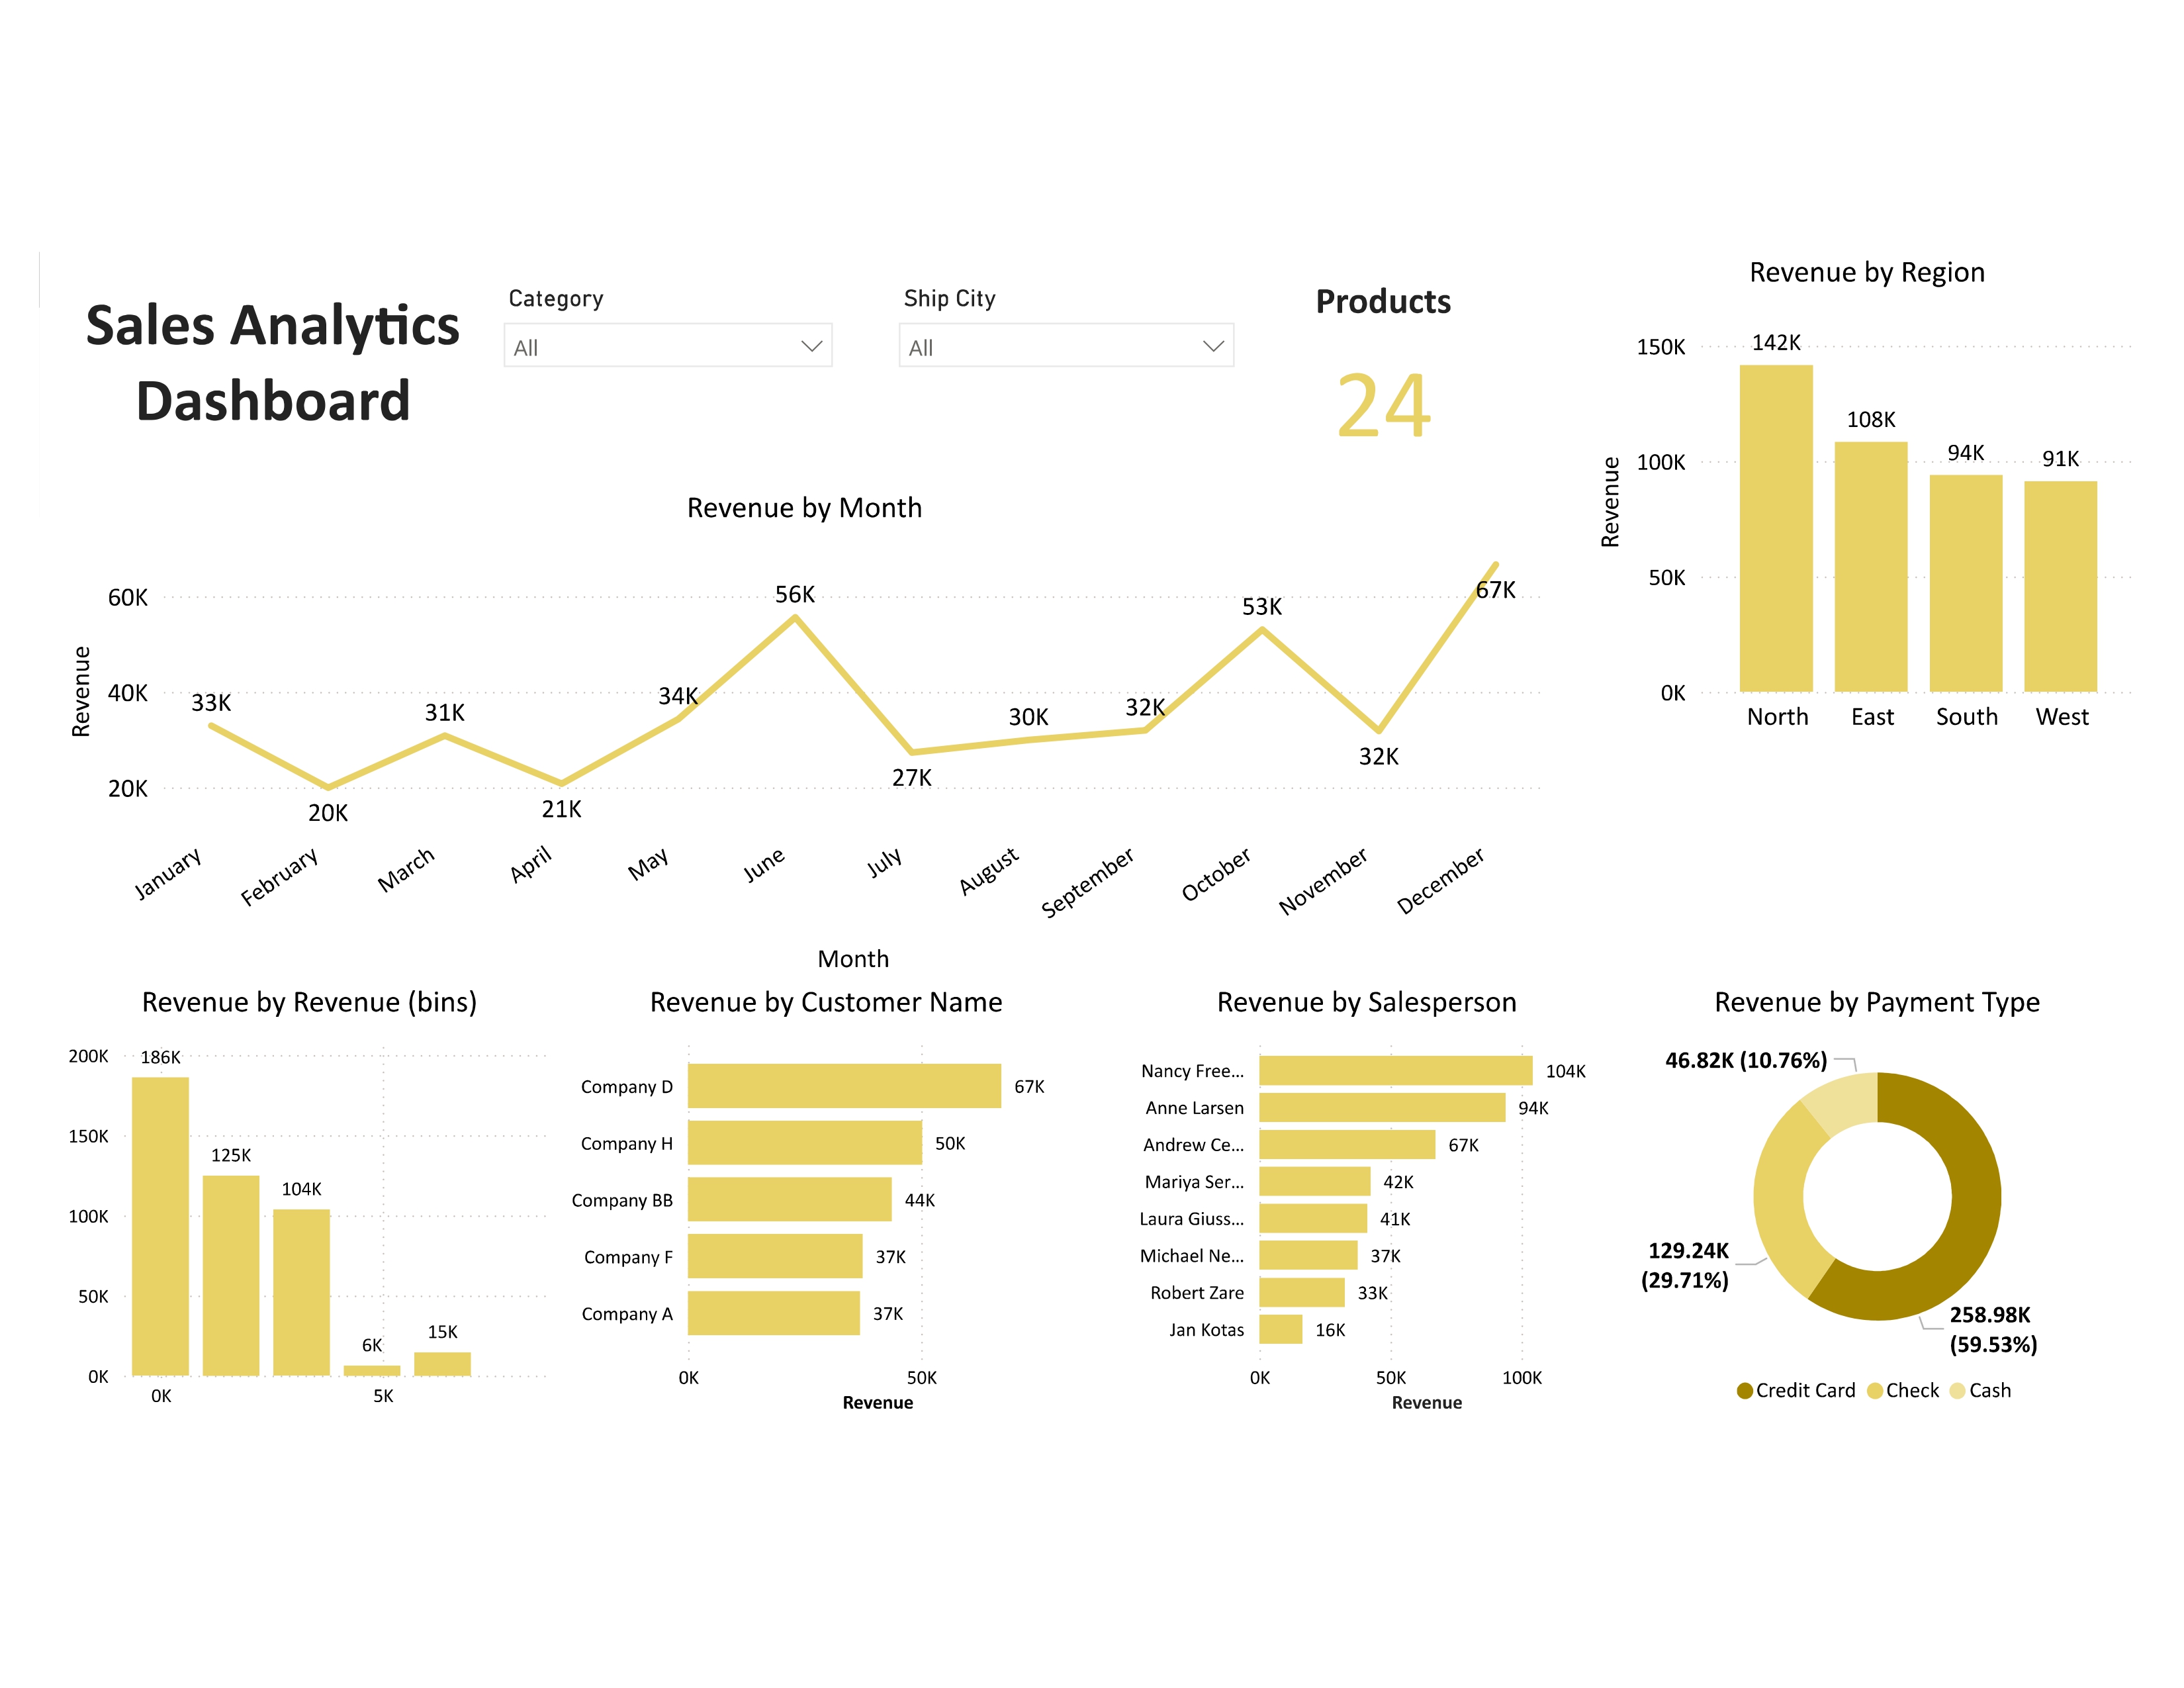 Sales Analytics
Dashboard
Category
All
Ship City
All
Products
24
Revenue by Region
Revenue
150K
100K
50K
0K
142K
108K
94K
91K
North East South West
Revenue by Month
Revenue
60K
40K
20K
33K
20K
31K
21K
34K
56K
27K
30K
32K
53K
32K
67K
January February March April May June July August September October November December
Month
Revenue by Revenue (bins)
200K
150K
100K
50K
0K
186K
125K
104K
6K
15K
0K 5K
Revenue by Customer Name
Company D 67K
Company H 50K
Company BB 44K
Company F 37K
Company A 37K
0K 50K
Revenue
Revenue by Salesperson
Nancy Free... 104K
Anne Larsen 94K
Andrew Ce... 67K
Mariya Ser... 42K
Laura Giuss... 41K
Michael Ne... 37K
Robert Zare 33K
Jan Kotas 16K
0K 50K 100K
Revenue
Revenue by Payment Type
46.82K (10.76%)
129.24K
(29.71%)
258.98K
(59.53%)
Credit Card Check Cash